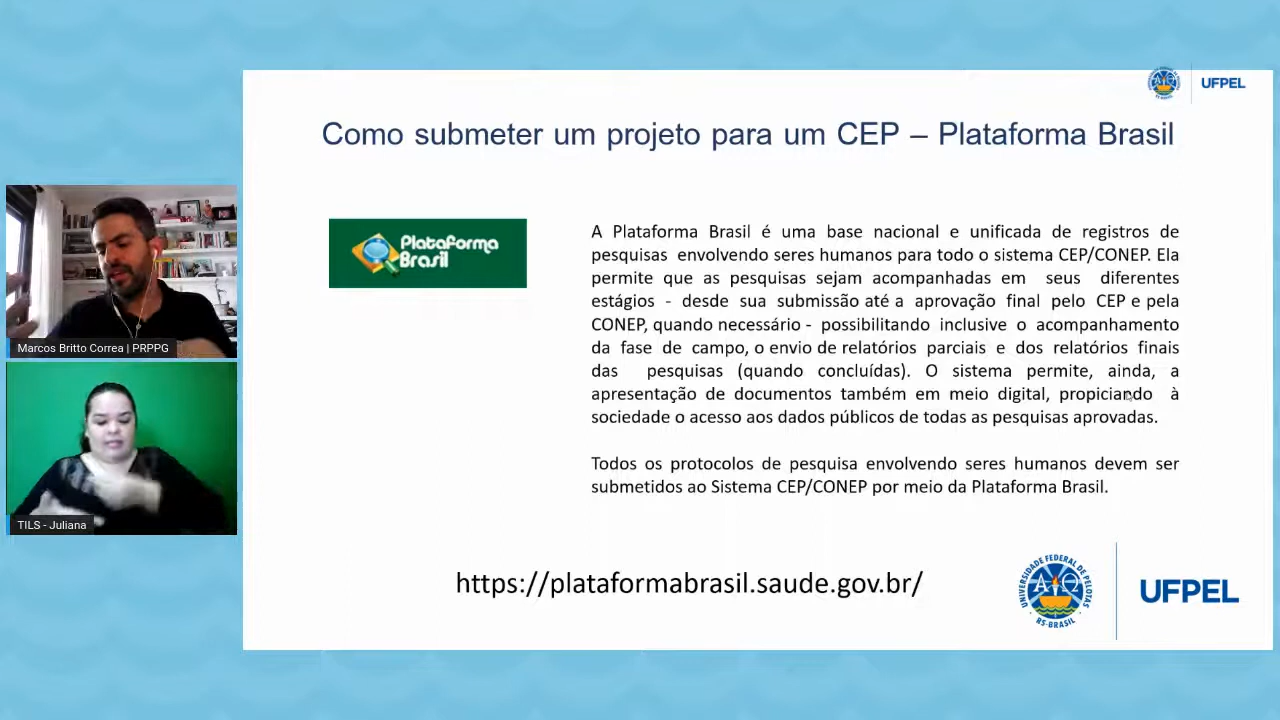 UFPEL
Como submeter um projeto para um CEP – Plataforma Brasil
Plataforma
Brasil
A Plataforma Brasil é uma base nacional e unificada de registros de
pesquisas envolvendo seres humanos para todo o sistema CEP/CONEP. Ela
permite que as pesquisas sejam acompanhadas em seus diferentes
estágios - desde sua submissão até a aprovação final pelo CEP e pela
CONEP, quando necessário - possibilitando inclusive o acompanhamento
da fase de campo, o envio de relatórios parciais e dos relatórios finais
das pesquisas (quando concluídas). O sistema permite, ainda, a
apresentação de documentos também em meio digital, propiciando à
sociedade o acesso aos dados públicos de todas as pesquisas aprovadas.
Todos os protocolos de pesquisa envolvendo seres humanos devem ser
submetidos ao Sistema CEP/CONEP por meio da Plataforma Brasil.
Marcos Britto Correa | PRPPG
TILS - Juliana
https://plataformabrasil.saude.gov.br/
UNIVERSIDADE FEDERAL DE PELOTAS
RS-BRASIL
UFPEL